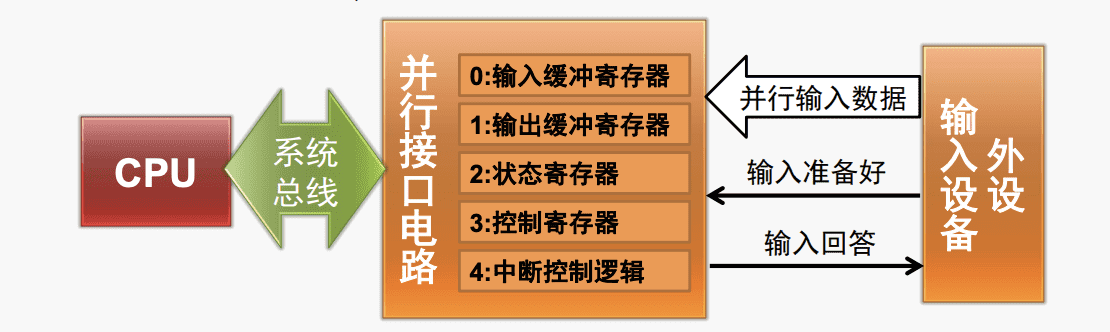 CPU
系统
总线
并行接口电路
0:输入缓冲寄存器
1:输出缓冲寄存器
2:状态寄存器
3:控制寄存器
4:中断控制逻辑
并行输入数据
输入准备好
输入回答
输入设备
外设